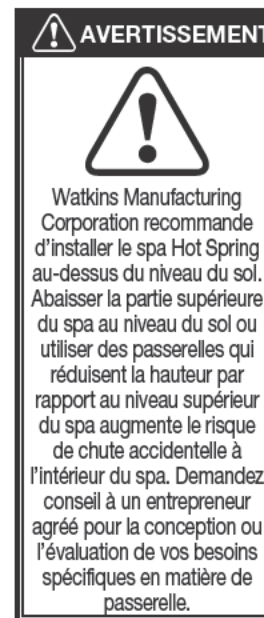 AVERTISSEMENT
Watkins Manufacturing
Corporation recommande
d'installer le spa Hot Spring
au-dessus du niveau du sol.
Abaisser la partie supérieure
du spa au niveau du sol ou
utiliser des passerelles qui
réduisent la hauteur par
rapport au niveau supérieur
du spa augmente le risque
de chute accidentelle à
l'intérieur du spa. Demandez
conseil à un entrepreneur
agréé pour la conception ou
l'évaluation de vos besoins
spécifiques en matière de
passerelle.